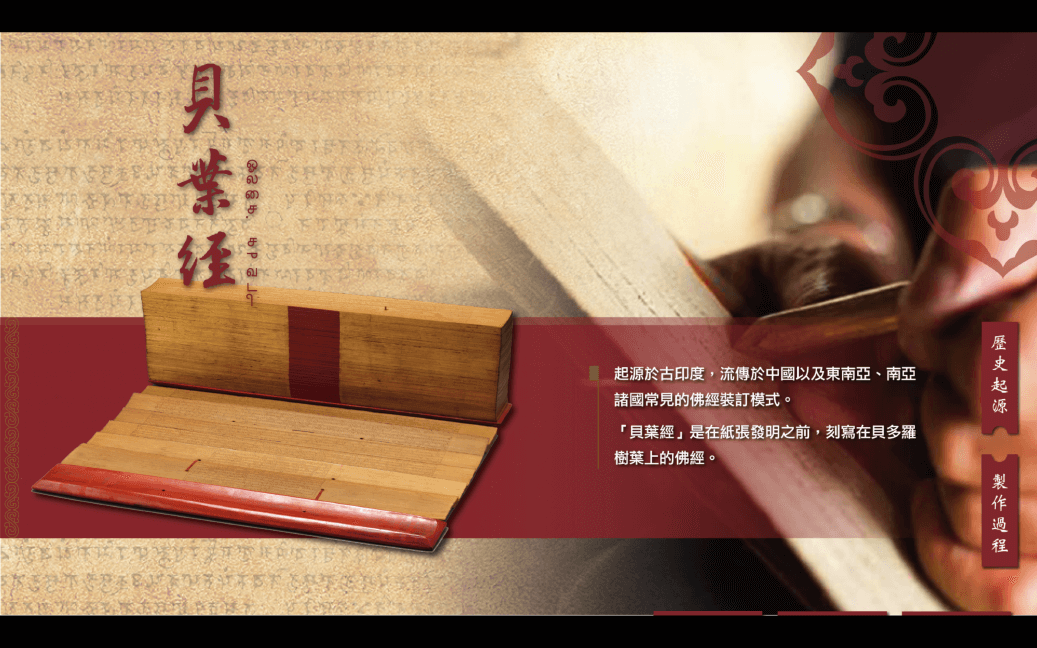 貝葉經
起源於古印度，流傳於中國以及東南亞、南亞
諸國常見的佛經裝訂模式。
「貝葉經」是在紙張發明之前，刻寫在貝多羅
樹葉上的佛經。
歷史起源
製作過程